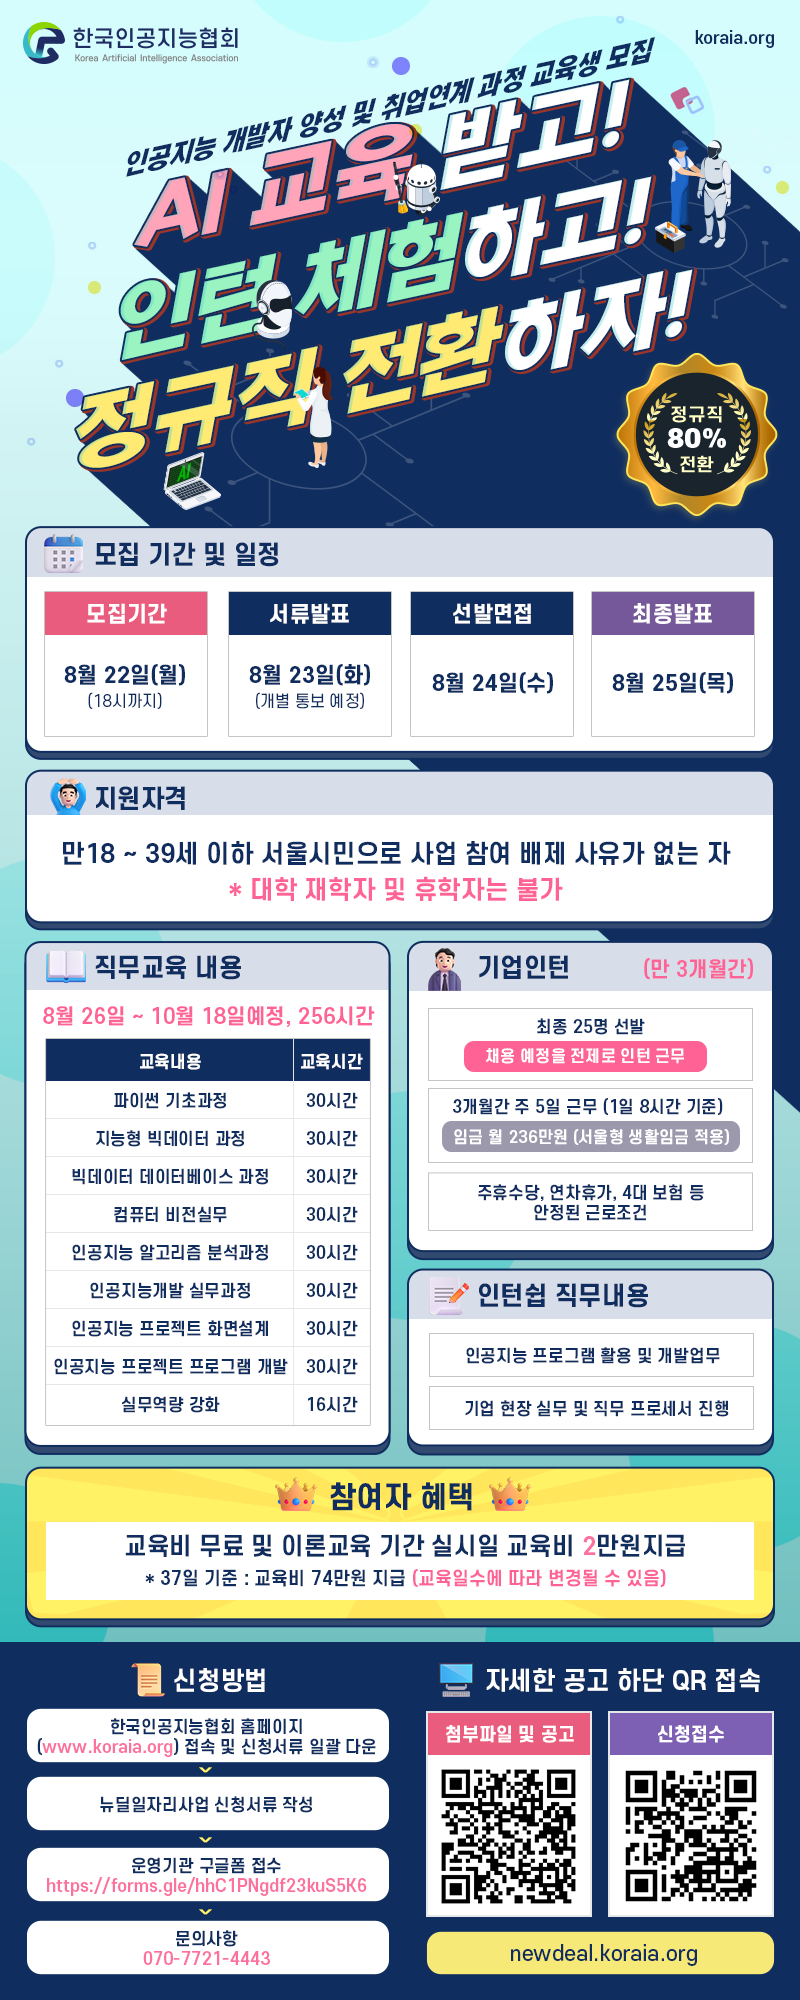 한국인공지능협회
Korea Artificial Intelligence Association
koraia.org
인공지능 개발자 양성 및 취업연계 과정 교육생 모집
AI 교육 받고!
인턴 체험하고!
정규직 전환하자!
AI
정규직
80%
전환
모집 기간 및 일정
모집기간
8월 22일(월)
(18시까지)
서류발표
8월 23일(화)
(개별 통보 예정)
선발면접
8월 24일(수)
최종발표
8월 25일(목)
지원자격
만18 ~ 39세 이하 서울시민으로 사업 참여 배제 사유가 없는 자
* 대학 재학자 및 휴학자는 불가
직무교육 내용
8월 26일 ~ 10월 18일예정, 256시간
교육내용 교육시간
파이썬 기초과정 30시간
지능형 빅데이터 과정 30시간
빅데이터 데이터베이스 과정 30시간
컴퓨터 비전실무 30시간
인공지능 알고리즘 분석과정 30시간
인공지능개발 실무과정 30시간
인공지능 프로젝트 화면설계 30시간
인공지능 프로젝트 프로그램 개발 30시간
실무역량 강화 16시간
기업인턴 (만 3개월간)
최종 25명 선발
채용 예정을 전제로 인턴 근무
3개월간 주 5일 근무 (1일 8시간 기준)
임금 월 236만원 (서울형 생활임금 적용)
주휴수당, 연차휴가, 4대 보험 등
안정된 근로조건
인턴쉽 직무내용
인공지능 프로그램 활용 및 개발업무
기업 현장 실무 및 직무 프로세서 진행
참여자 혜택
교육비 무료 및 이론교육 기간 실시일 교육비 2만원지급
* 37일 기준 : 교육비 74만원 지급 (교육일수에 따라 변경될 수 있음)
신청방법
한국인공지능협회 홈페이지
(www.koraia.org) 접속 및 신청서류 일괄 다운
뉴딜일자리사업 신청서류 작성
운영기관 구글폼 접수
https://forms.gle/hhC1PNgdf23kuS5K6
문의사항
070-7721-4443
자세한 공고 하단 QR 접속
첨부파일 및 공고
신청접수
newdeal.koraia.org